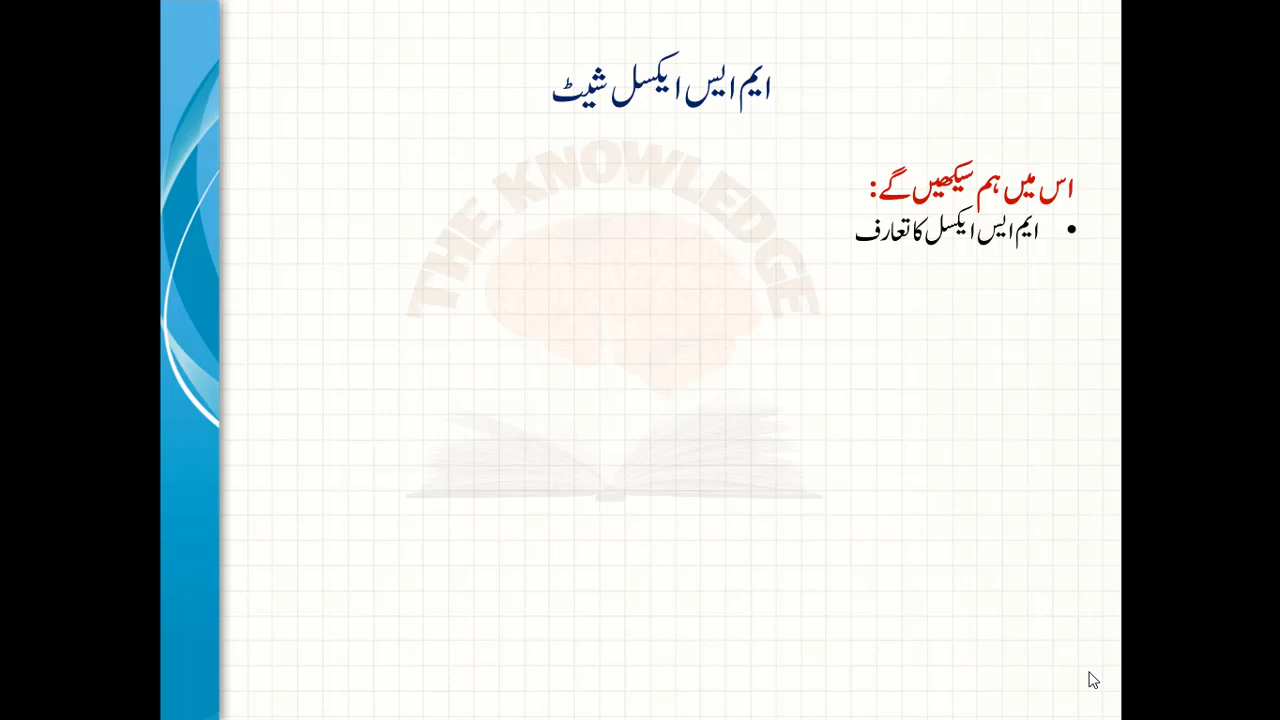 ایم ایس ایکسل شیٹ
THE KNOWLEDGE
اس میں ہم سیکھیں گے:
• ایم ایس ایکسل کا تعارف